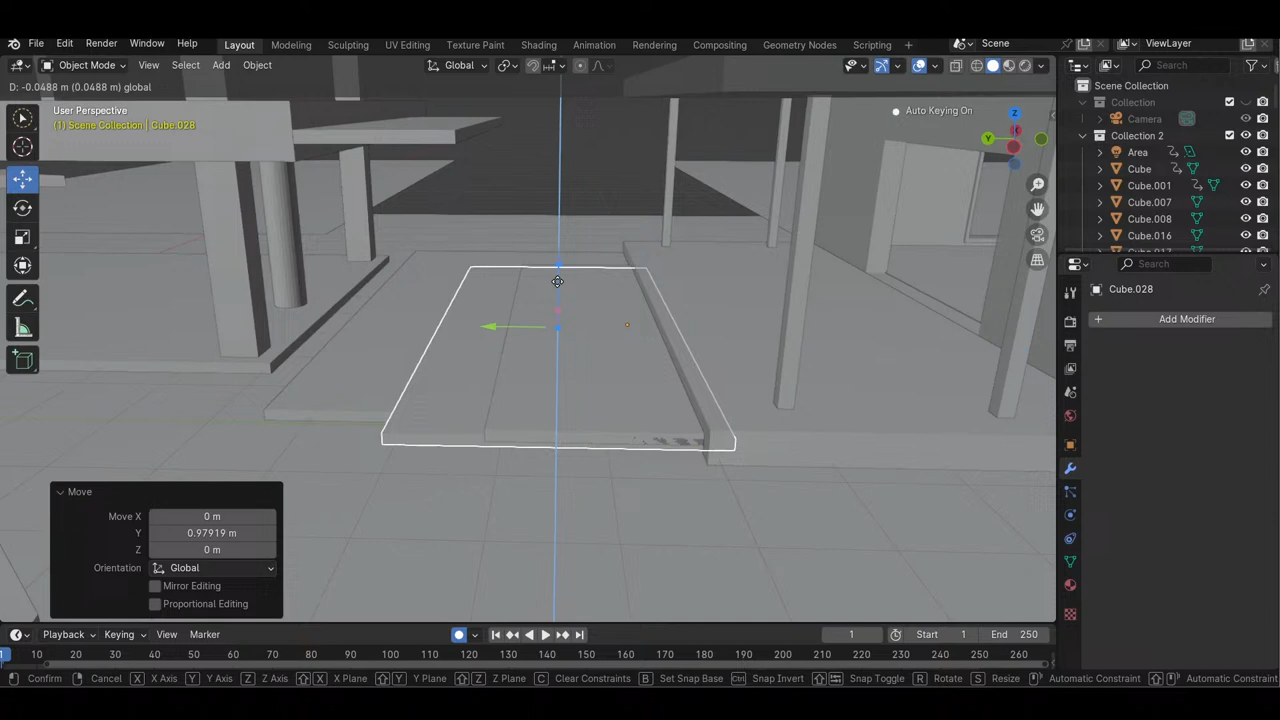 File Edit Render Window Help Layout Modeling Sculpting UV Editing Texture Paint Shading Animation Rendering Compositing Geometry Nodes Scripting + Scene ViewLayer
Object Mode View Select Add Object Global Search
D: -0.0488 m (0.0488 m) global
User Perspective
(1) Scene Collection | Cube.028
Auto Keying On
Z
Y
Scene Collection
Collection
Camera
Collection 2
Area
Cube
Cube.001
Cube.007
Cube.008
Cube.016
Search
Cube.028
+ Add Modifier
Move
Move X 0 m
Y 0.97919 m
Z 0 m
Orientation Global
Mirror Editing
Proportional Editing
Playback Keying View Marker 1 Start 1 End 250
1 10 20 30 40 50 60 70 80 90 100 110 120 130 140 150 160 170 180 190 200 210 220 230 240 250 260
Confirm Cancel X X Axis Y Y Axis Z Z Axis X X Plane Y Y Plane Z Plane C Clear Constraints B Set Snap Base Ctrl Snap Invert Snap Toggle R Rotate S Resize Automatic Constraint Automatic Constraint